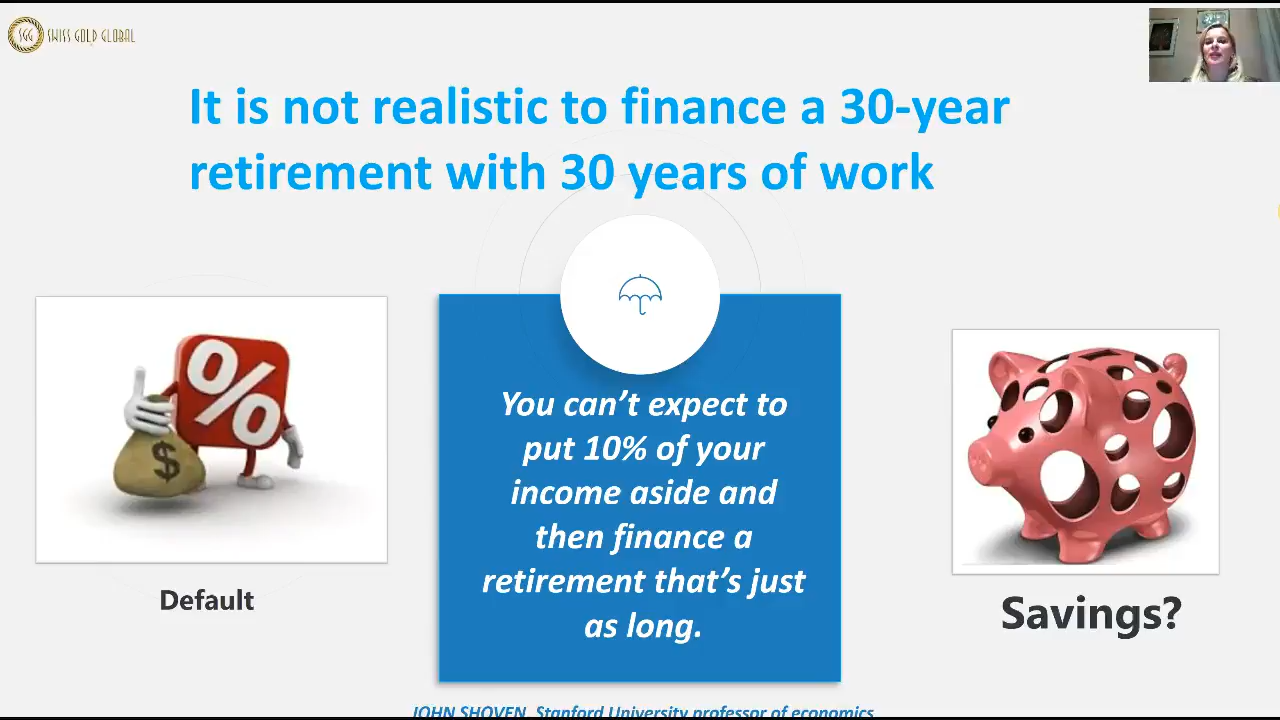 SGG SWISS GOLD GLOBAL
It is not realistic to finance a 30-year
retirement with 30 years of work
%
$
You can’t expect to
put 10% of your
income aside and
then finance a
retirement that’s just
as long.
Default
Savings?
JOHN SHOVEN, Stanford University professor of economics